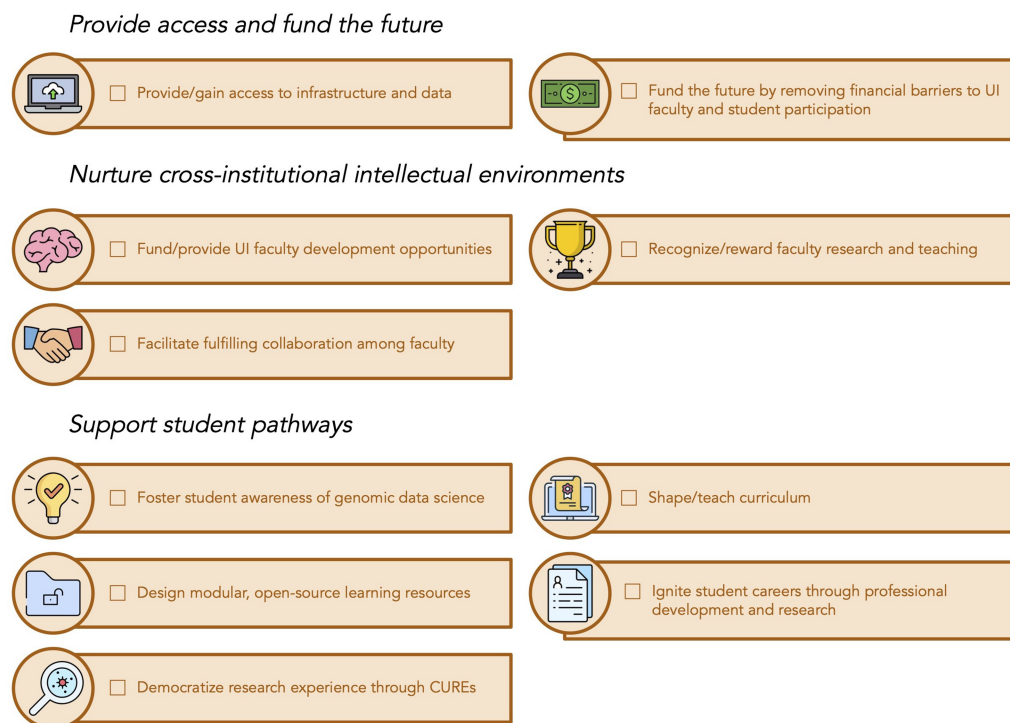 Provide access and fund the future
☐ Provide/gain access to infrastructure and data
☐ Fund the future by removing financial barriers to UI
faculty and student participation
Nurture cross-institutional intellectual environments
☐ Fund/provide UI faculty development opportunities
☐ Recognize/reward faculty research and teaching
☐ Facilitate fulfilling collaboration among faculty
Support student pathways
☐ Foster student awareness of genomic data science
☐ Shape/teach curriculum
☐ Design modular, open-source learning resources
☐ Ignite student careers through professional
development and research
☐ Democratize research experience through CUREs